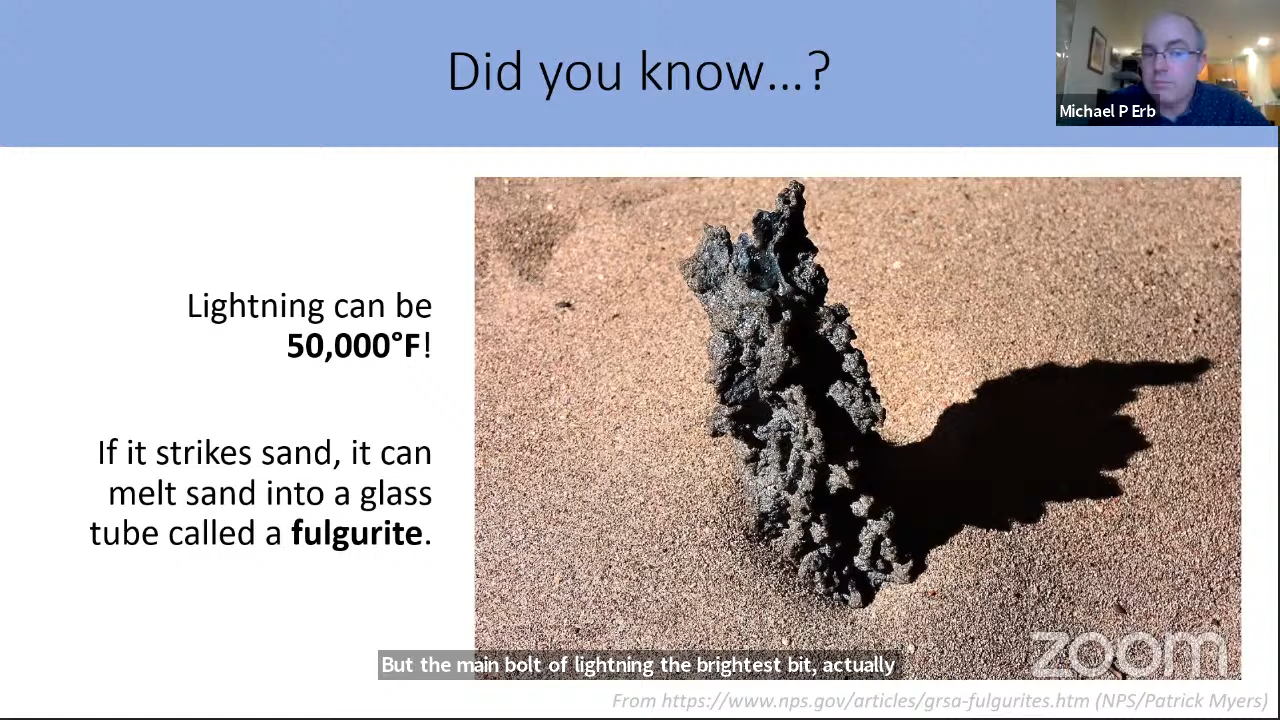 Did you know...?
Michael P Erb
Lightning can be
50,000°F!
If it strikes sand, it can
melt sand into a glass
tube called a fulgurite.
But the main bolt of lightning the brightest bit, actually
zoom
From https://www.nps.gov/articles/grsa-fulgurites.htm (NPS/Patrick Myers)